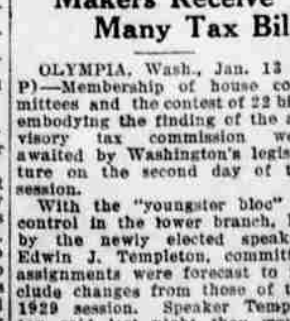 Makers Receive
Many Tax Bil
OLYMPIA, Wash., Jan. 13
P)—Membership of house co
mittees and the contest of 22 bi
embodying the finding of the a
visory tax commission we
awaited by Washington's legis
ture on the second day of t
session.
With the "youngster bloc"
control in the lower branch,
by the newly elected speak
Edwin J. Templeton, committ
assignments were forecast to
clude changes from those of t
1929 session. Speaker Temp